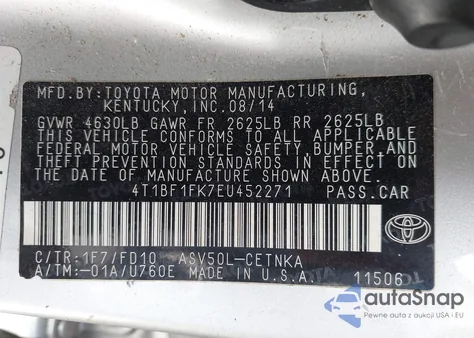 MFD.BY:TOYOTA MOTOR MANUFACTURING,
KENTUCKY,INC.08/14
GVWR 4630LB GAWR FR 2625LB RR 2625LB
THIS VEHICLE CONFORMS TO ALL APPLICABLE
FEDERAL MOTOR VEHICLE SAFETY,BUMPER,AND
THEFT PREVENTION STANDARDS IN EFFECT ON
THE DATE OF MANUFACTURE SHOWN ABOVE.
4T1BF1FK7EU452271 PASS.CAR
C/TR:1F7/FD10 ASV50L-CETNKA
A/TM:-01A/U760E MADE IN U.S.A. 11506
TOYOTA
autoSnap
Pewne auta z aukcji USA i EU